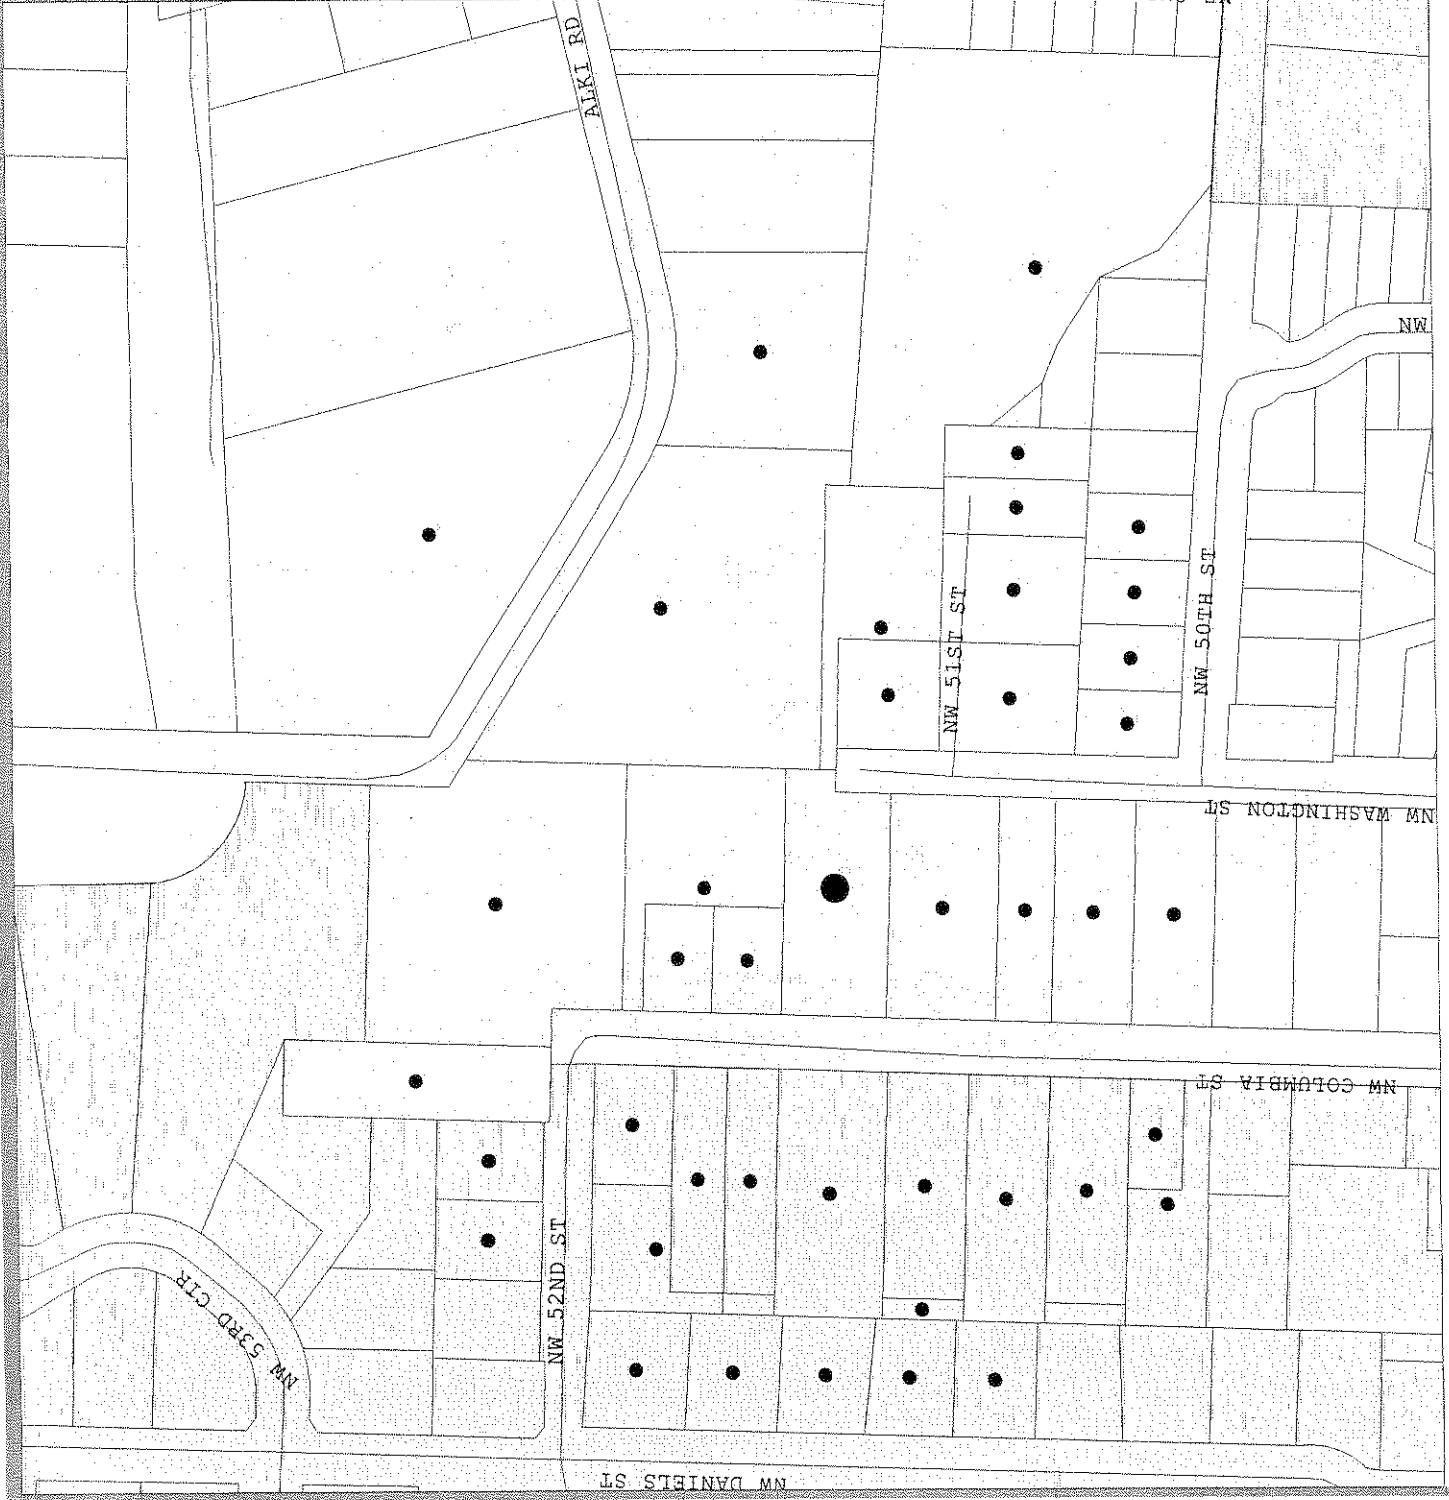 ALKI RD
NW
NW 51ST ST
NW 50TH ST
NW WASHINGTON ST
NW COLUMBIA ST
NW 52ND ST
NW 53RD CIR
NW DANIELS ST